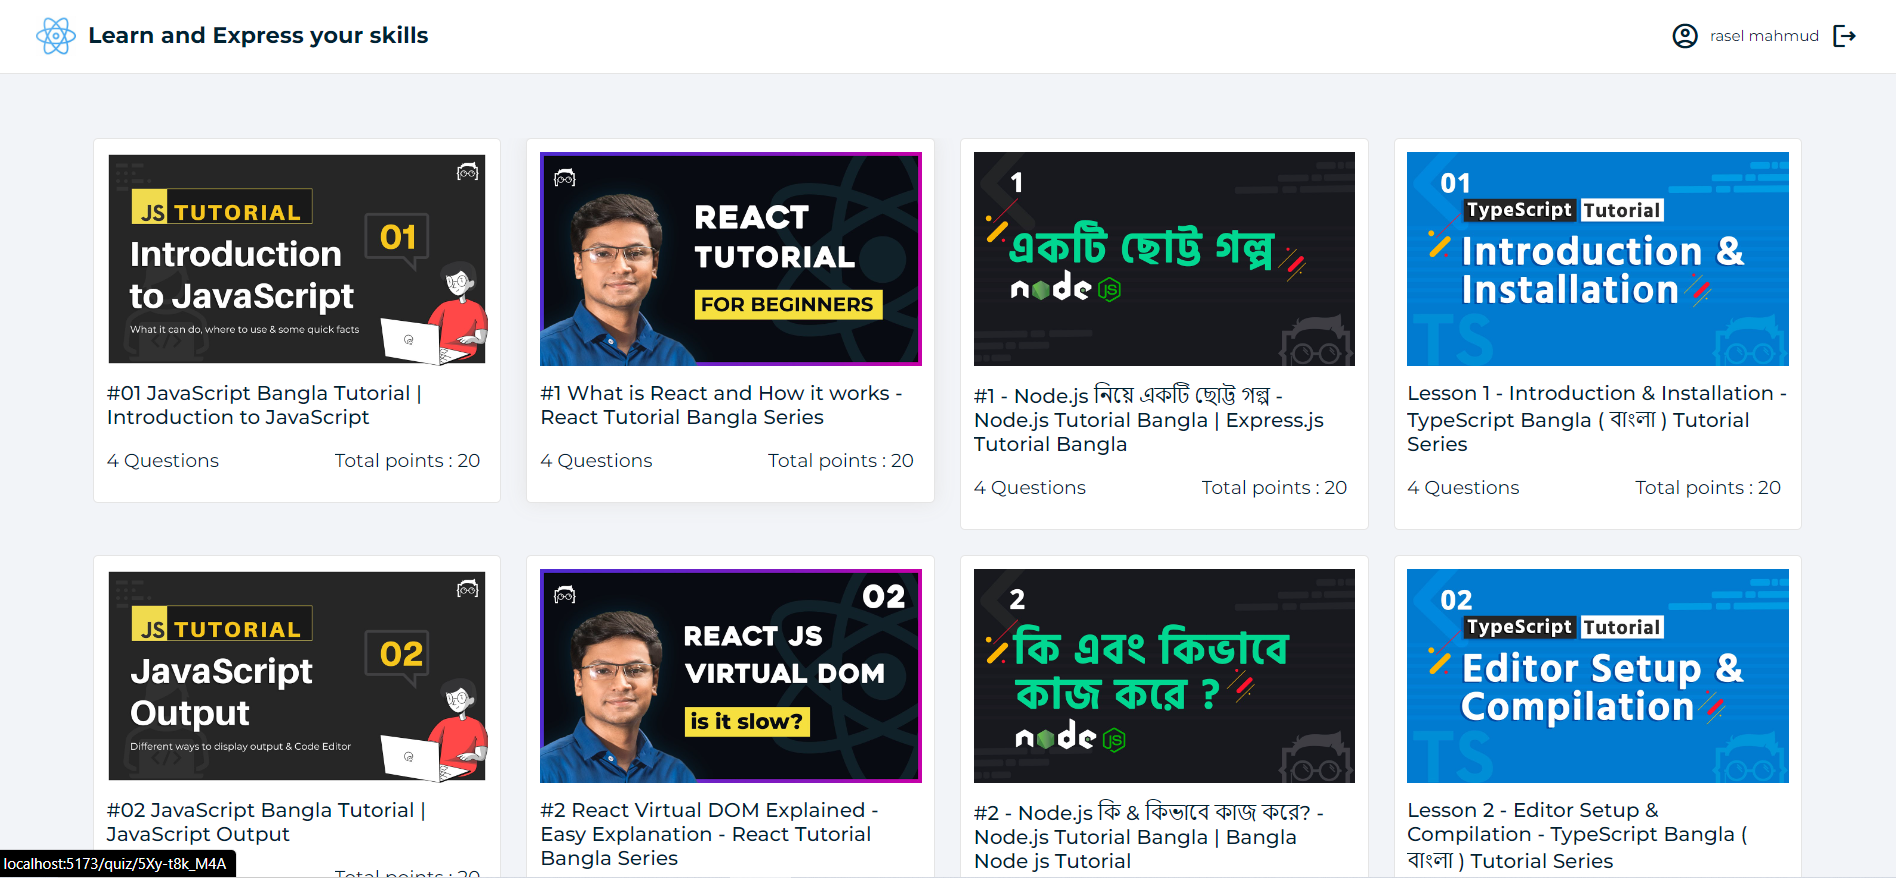 Learn and Express your skills
rasel mahmud
JS TUTORIAL
01
Introduction
to JavaScript
What it can do, where to use & some quick facts
#01 JavaScript Bangla Tutorial |
Introduction to JavaScript
4 Questions
Total points : 20
REACT
TUTORIAL
FOR BEGINNERS
#1 What is React and How it works -
React Tutorial Bangla Series
4 Questions
Total points : 20
1
একটি ছোট্ট গল্প
node JS
#1 - Node.js নিয়ে একটি ছোট্ট গল্প -
Node.js Tutorial Bangla | Express.js
Tutorial Bangla
4 Questions
Total points : 20
01
TypeScript Tutorial
Introduction &
Installation
TS
Lesson 1 - Introduction & Installation -
TypeScript Bangla ( বাংলা ) Tutorial
Series
4 Questions
Total points : 20
JS TUTORIAL
02
JavaScript
Output
Different ways to display output & Code Editor
#02 JavaScript Bangla Tutorial |
JavaScript Output
Total points : 20
02
REACT JS
VIRTUAL DOM
is it slow?
#2 React Virtual DOM Explained -
Easy Explanation - React Tutorial
Bangla Series
2
কি এবং কিভাবে
কাজ করে ?
node JS
#2 - Node.js কি & কিভাবে কাজ করে? -
Node.js Tutorial Bangla | Bangla
Node js Tutorial
02
TypeScript Tutorial
Editor Setup &
Compilation
TS
Lesson 2 - Editor Setup &
Compilation - TypeScript Bangla (
বাংলা ) Tutorial Series
localhost:5173/quiz/5Xy-t8k_M4A